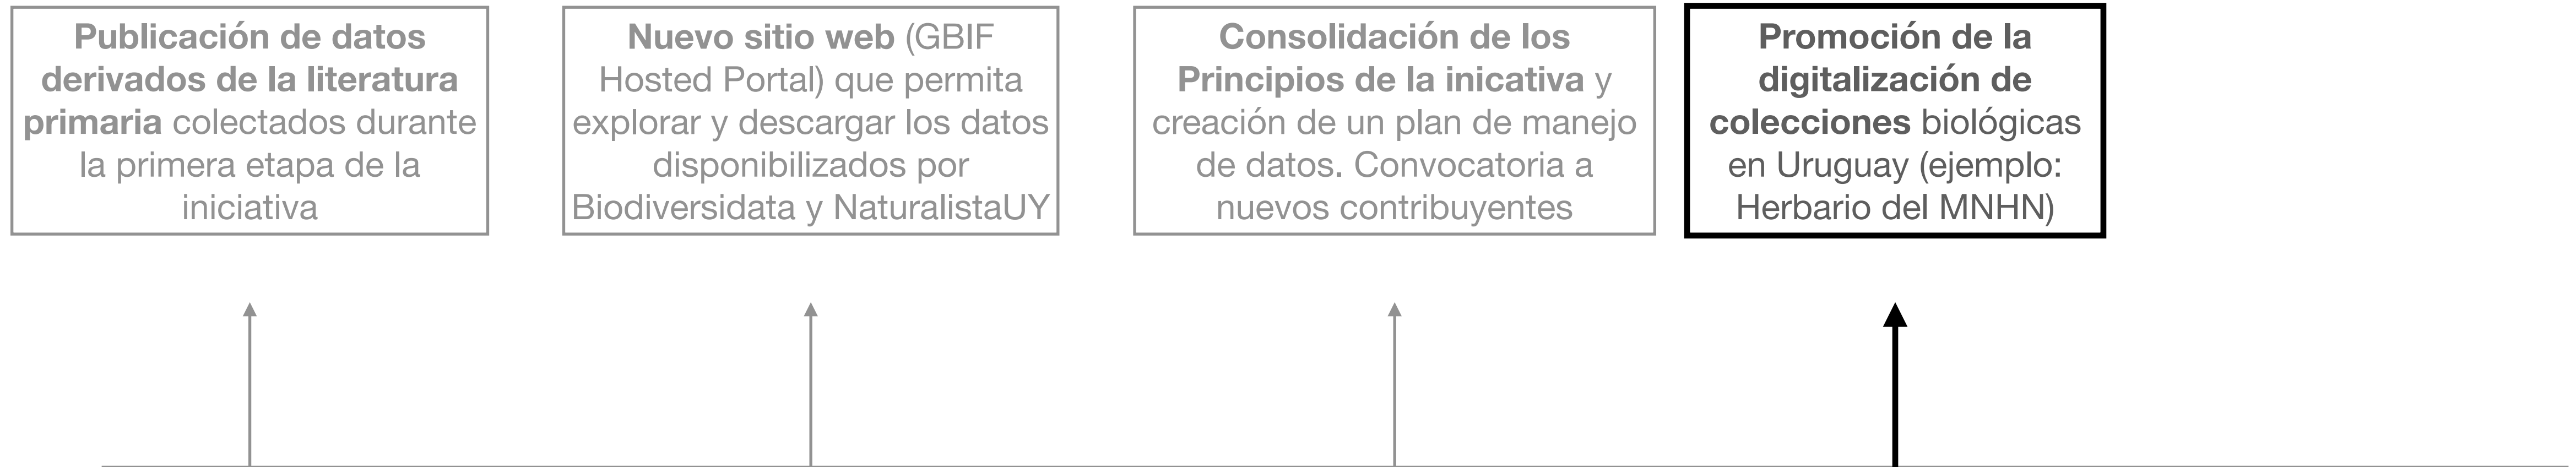 Publicación de datos
derivados de la literatura
primaria colectados durante
la primera etapa de la
iniciativa
Nuevo sitio web (GBIF
Hosted Portal) que permita
explorar y descargar los datos
disponibilizados por
Biodiversidata y NaturalistaUY
Consolidación de los
Principios de la inicativa y
creación de un plan de manejo
de datos. Convocatoria a
nuevos contribuyentes
Promoción de la
digitalización de
colecciones biológicas
en Uruguay (ejemplo:
Herbario del MNHN)